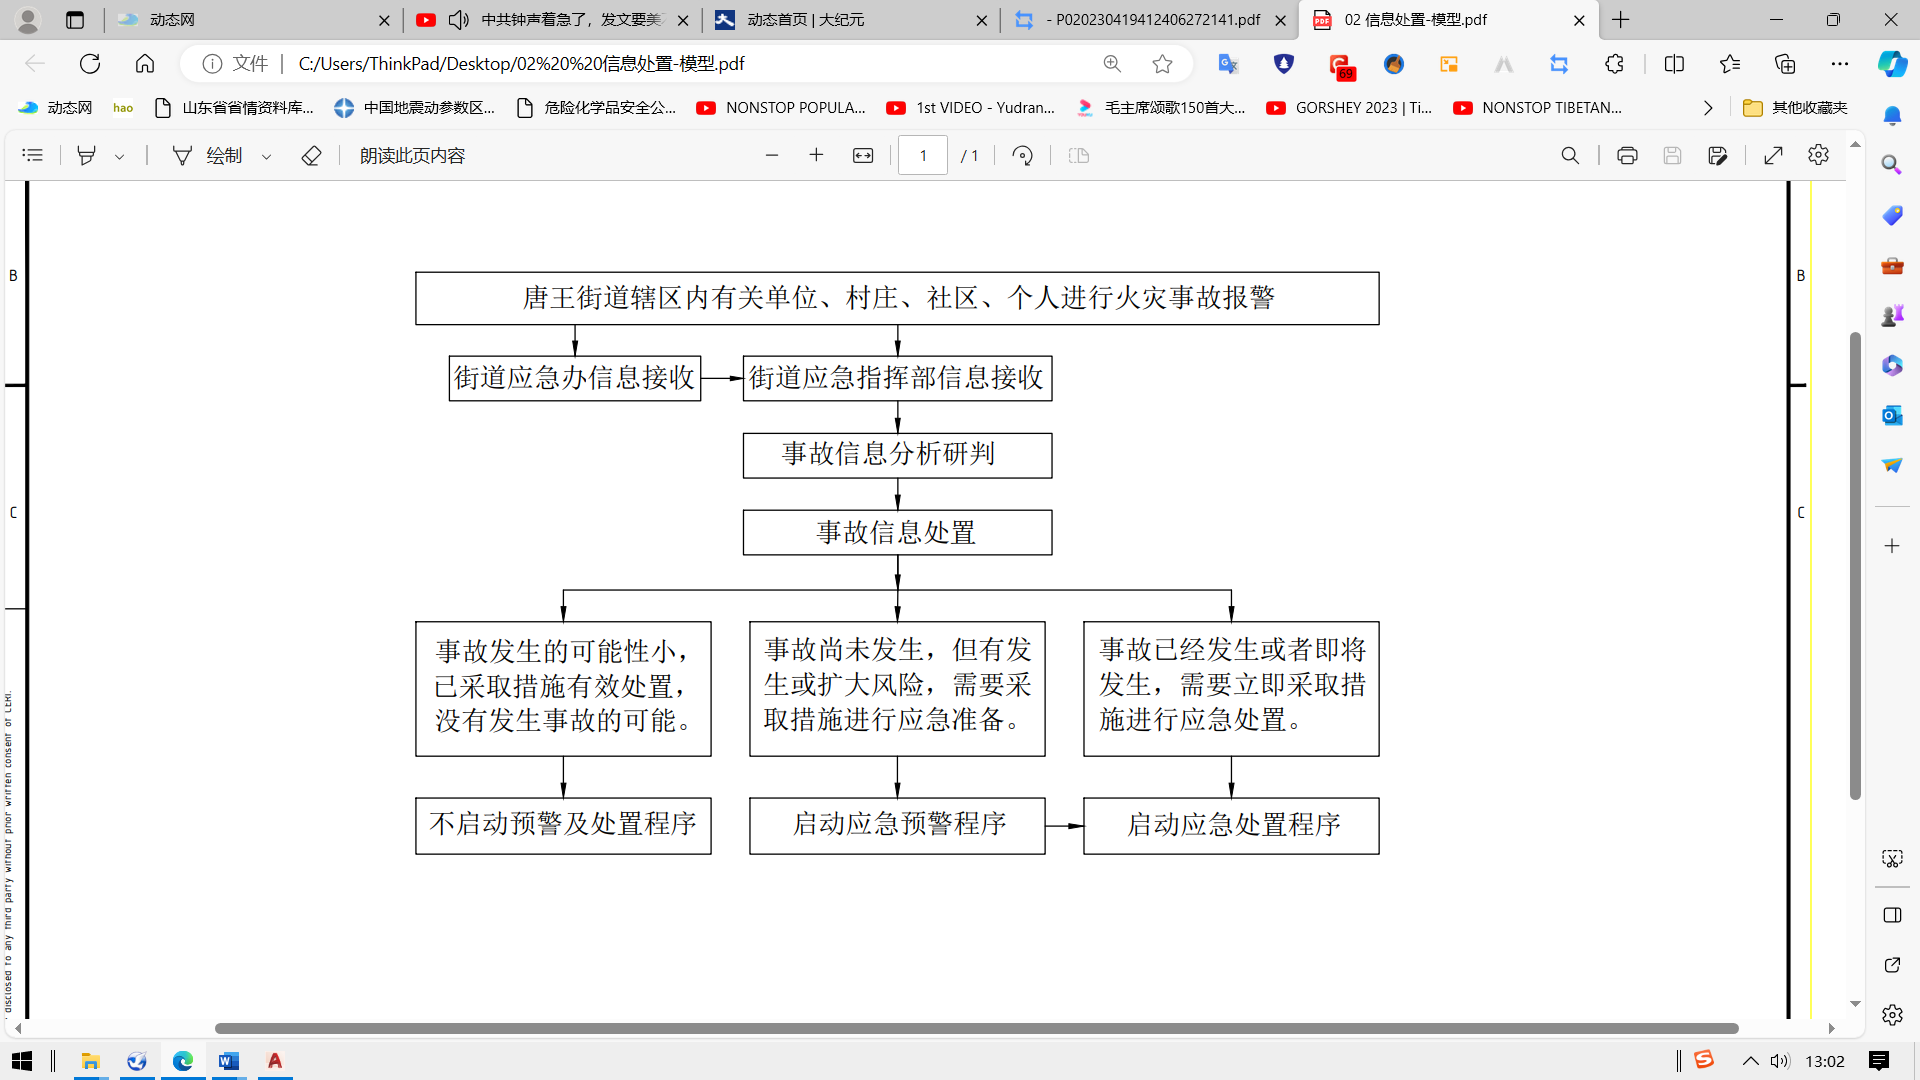 动态网
中共钟声着急了，发文要美
动态首页 | 大纪元
- P020230419412406272141.pdf
02 信息处置-模型.pdf
文件
C:/Users/ThinkPad/Desktop/02%20%20信息处置-模型.pdf
69
动态网
hao
山东省省情资料库...
中国地震动参数区...
危险化学品安全公...
NONSTOP POPULA...
1st VIDEO - Yudran...
毛主席颂歌150首大...
GORSHEY 2023 | Ti...
NONSTOP TIBETAN...
其他收藏夹
绘制
朗读此页内容
1
/ 1
B
B
唐王街道辖区内有关单位、村庄、社区、个人进行火灾事故报警
街道应急办信息接收
街道应急指挥部信息接收
事故信息分析研判
C
C
事故信息处置
事故发生的可能性小，
已采取措施有效处置，
没有发生事故的可能。
事故尚未发生，但有发
生或扩大风险，需要采
取措施进行应急准备。
事故已经发生或者即将
发生，需要立即采取措
施进行应急处置。
不启动预警及处置程序
启动应急预警程序
启动应急处置程序
disclosed to any third party without prior written consent of CERI.
13:02